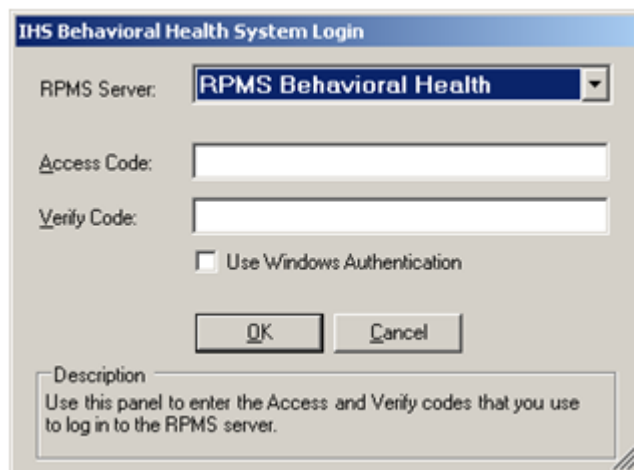 IHS Behavioral Health System Login
RPMS Server: RPMS Behavioral Health
Access Code:
Verify Code:
Use Windows Authentication
OK Cancel
Description
Use this panel to enter the Access and Verify codes that you use
to log in to the RPMS server.